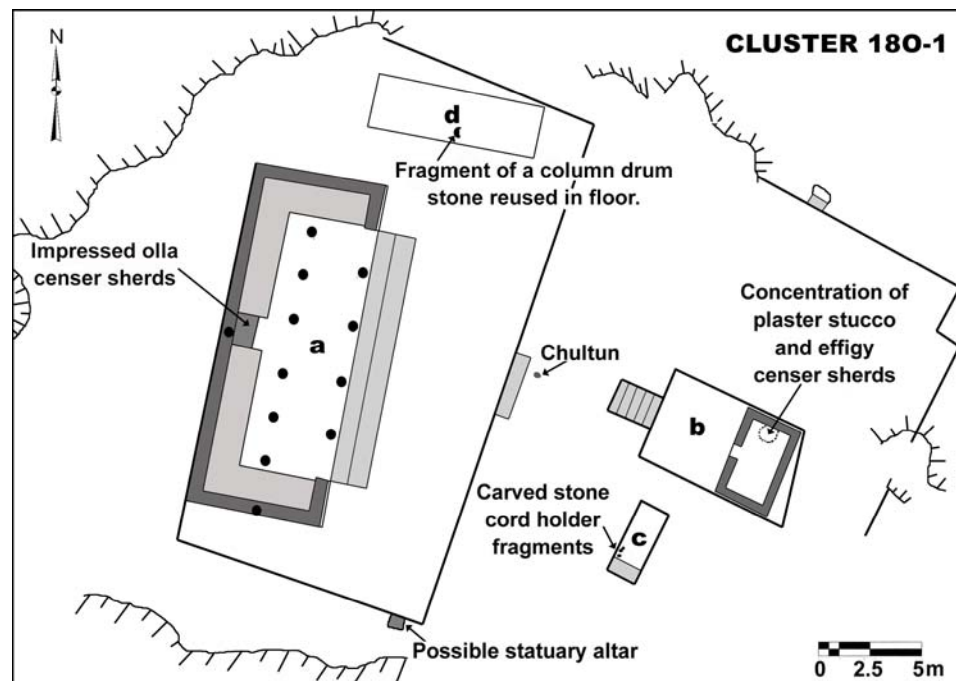 N
CLUSTER 18O-1
d
Fragment of a column drum
stone reused in floor.
Impressed olla
censer sherds
a
Concentration of
plaster stucco
and effigy
censer sherds
Chultun
b
Carved stone
cord holder
fragments
c
Possible statuary altar
0 2.5 5m